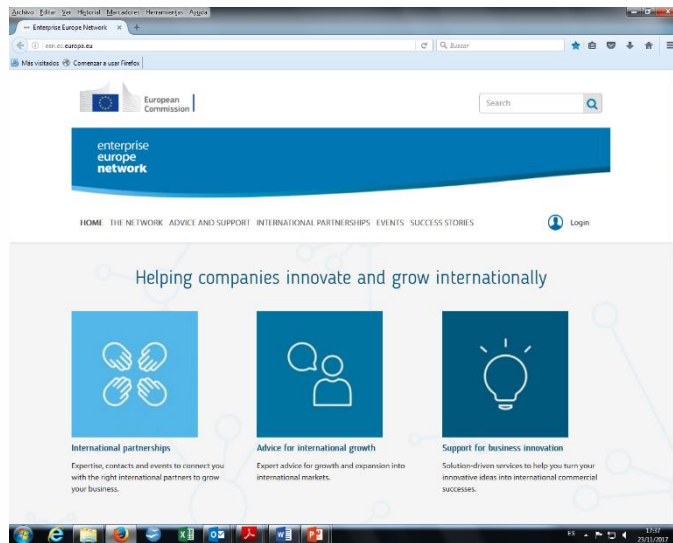 Archivo Editar Ver Historial Marcadores Herramientas Ayuda
Enterprise Europe Network × +
een.ec.europa.eu
Buscar
Más visitados Comenzar a usar Firefox
European
Commission
Search
enterprise
europe
network
HOME THE NETWORK ADVICE AND SUPPORT INTERNATIONAL PARTNERSHIPS EVENTS SUCCESS STORIES
Login
Helping companies innovate and grow internationally
International partnerships
Expertise, contacts and events to connect you
with the right international partners to grow
your business.
Advice for international growth
Expert advice for growth and expansion into
international markets.
Support for business innovation
Solution-driven services to help you turn your
innovative ideas into international commercial
successes.
ES
17:37
23/11/2017